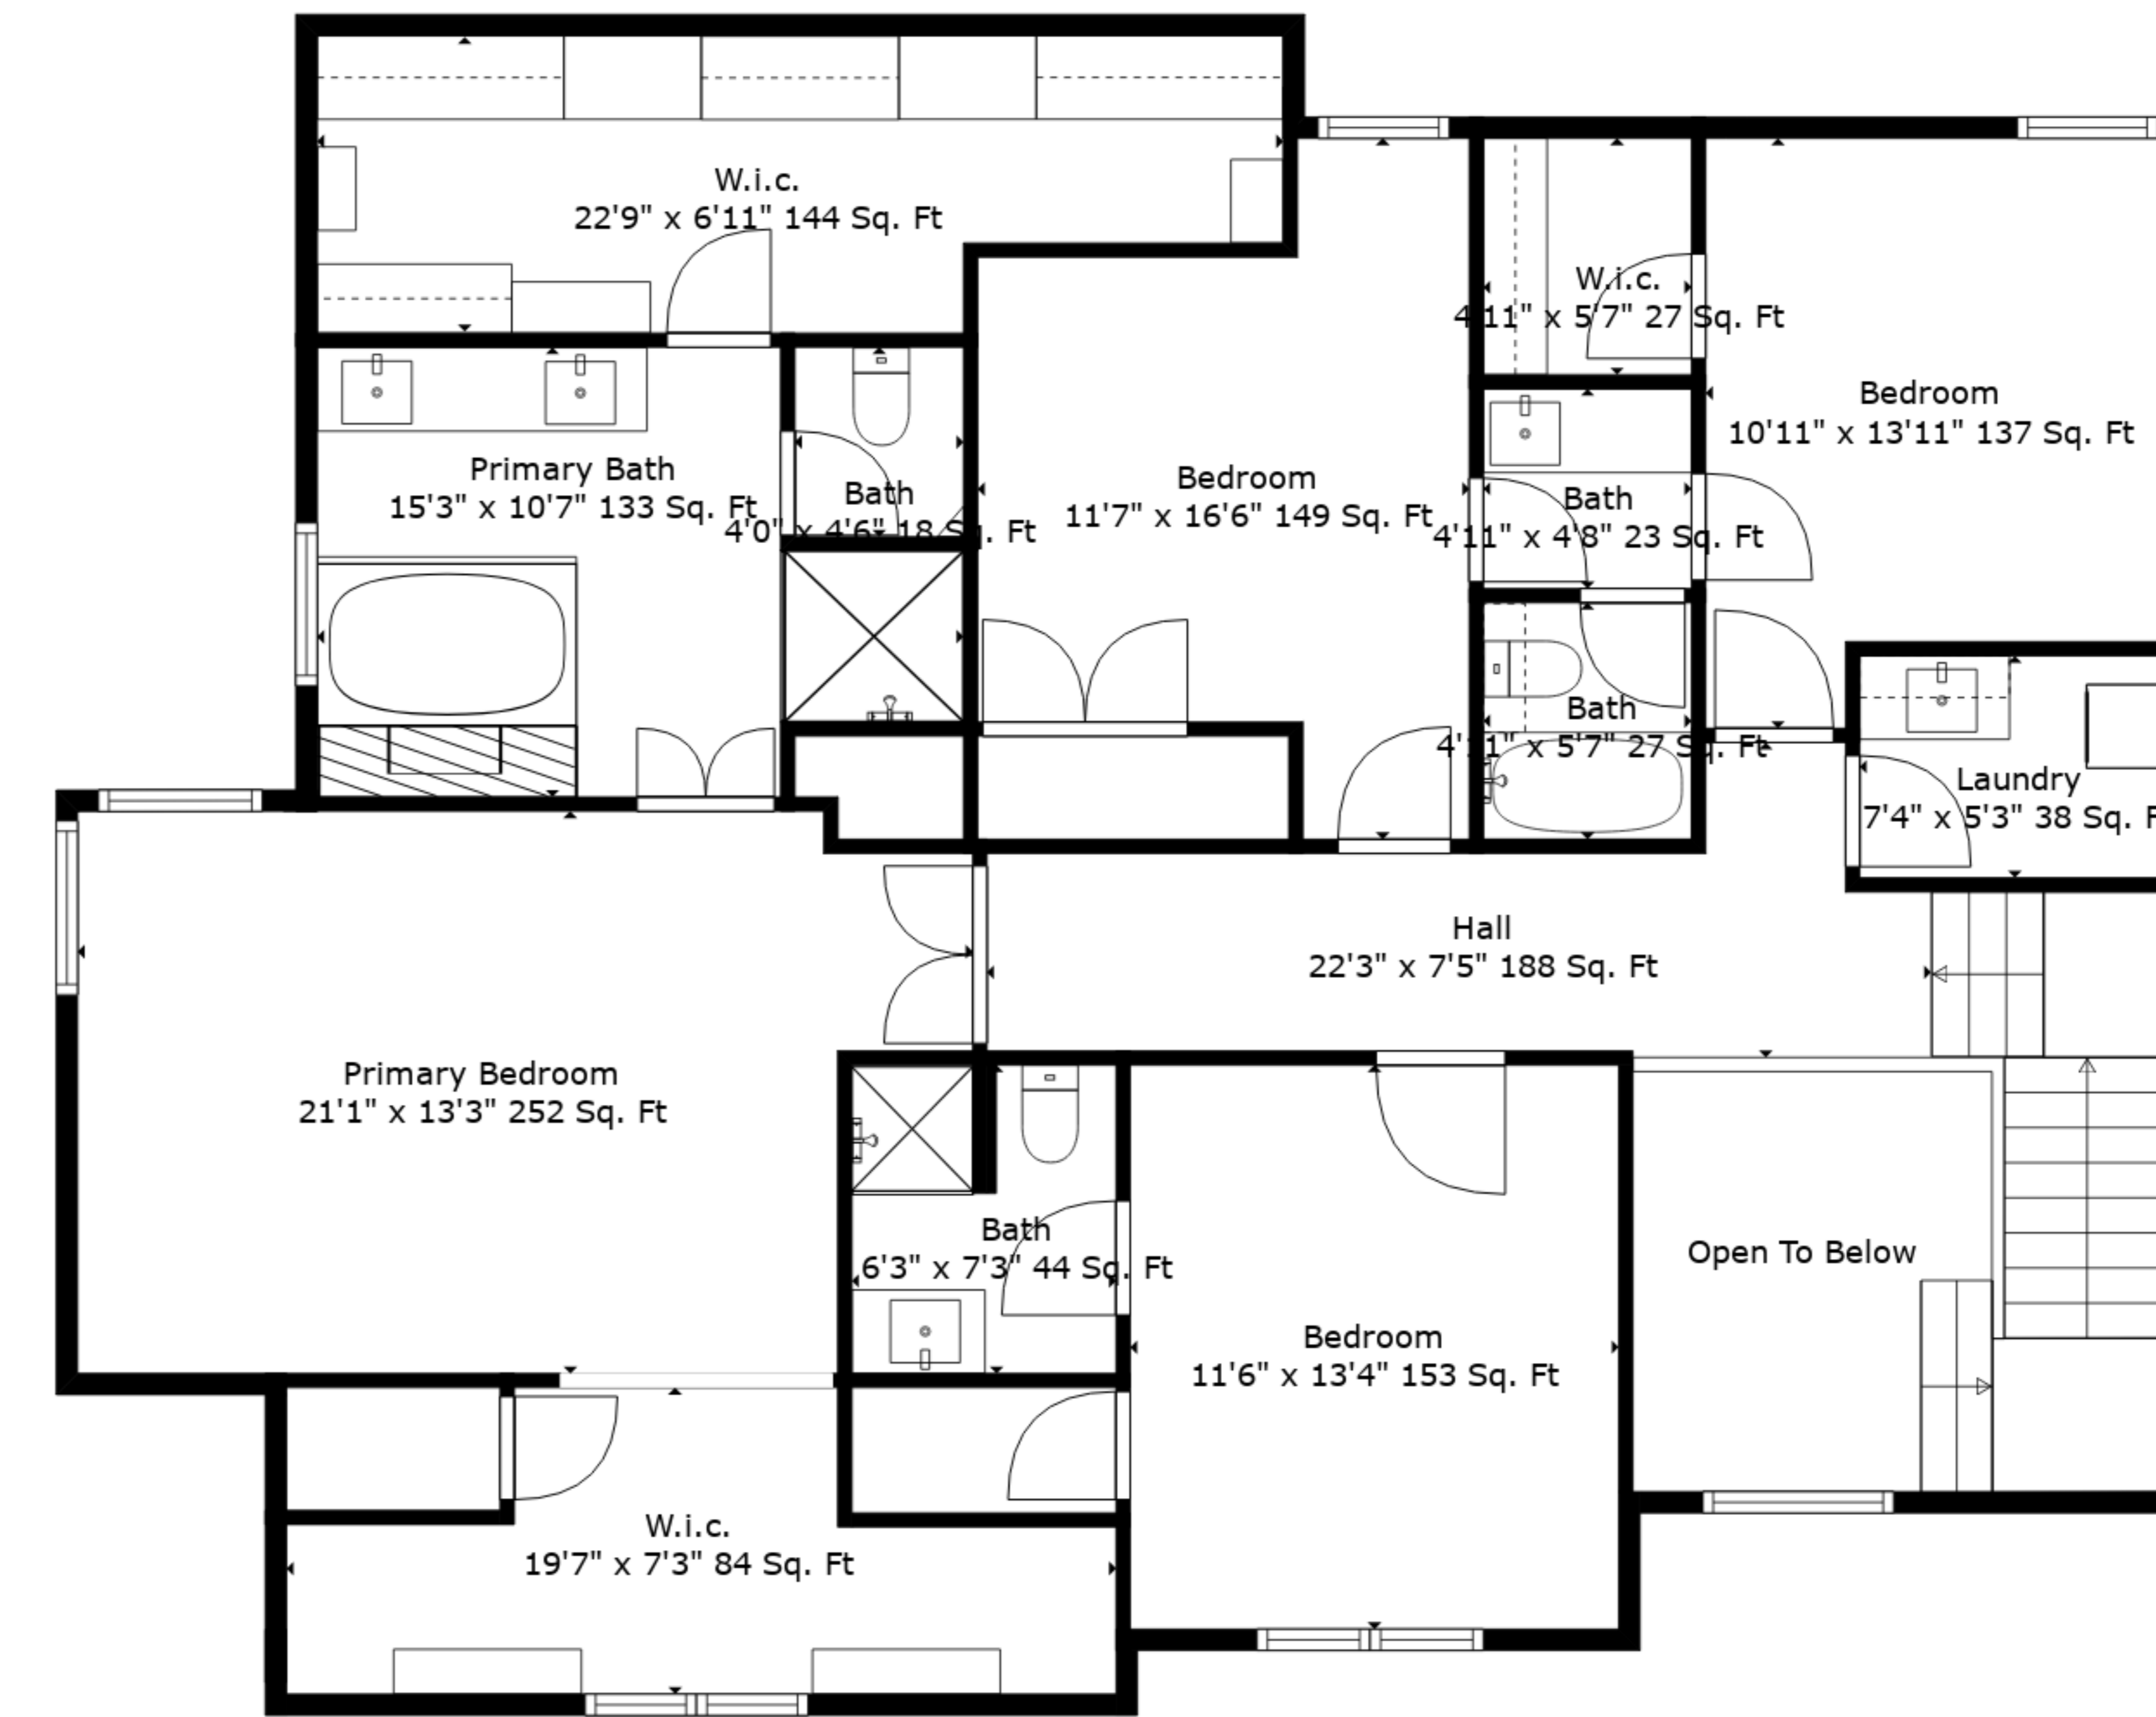 W.i.c.
22'9" x 6'11" 144 Sq. Ft
W.i.c.
4'11" x 5'7" 27 Sq. Ft
Bedroom
10'11" x 13'11" 137 Sq. Ft
Primary Bath
15'3" x 10'7" 133 Sq. Ft
Bath
4'0" x 4'6" 18 Sq. Ft
Bedroom
11'7" x 16'6" 149 Sq. Ft
Bath
4'11" x 4'8" 23 Sq. Ft
Bath
4'11" x 5'7" 27 Sq. Ft
Laundry
7'4" x 5'3" 38 Sq.
Hall
22'3" x 7'5" 188 Sq. Ft
Primary Bedroom
21'1" x 13'3" 252 Sq. Ft
Bath
6'3" x 7'3" 44 Sq. Ft
Open To Below
Bedroom
11'6" x 13'4" 153 Sq. Ft
W.i.c.
19'7" x 7'3" 84 Sq. Ft